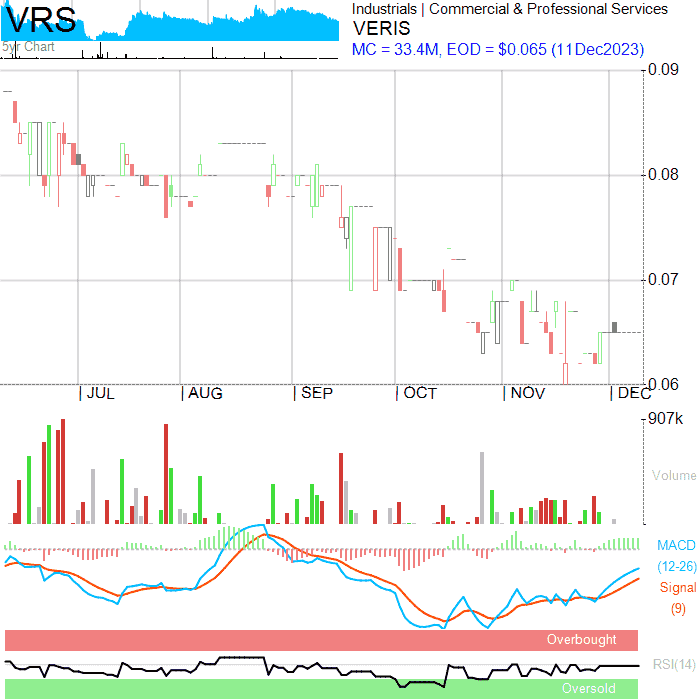 VRS
5yr Chart
Industrials | Commercial & Professional Services
VERIS
MC = 33.4M, EOD = $0.065 (11Dec2023)
0.09
0.08
0.07
0.06
| JUL | AUG | SEP | OCT | NOV | DEC
907k
Volume
MACD
(12-26)
Signal
(9)
Overbought
RSI(14)
Oversold